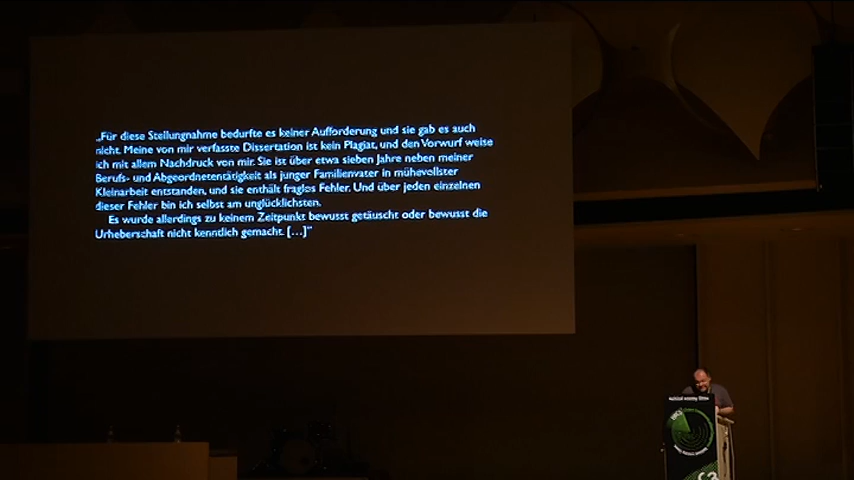 „Für diese Stellungnahme bedurfte es keiner Aufforderung und sie gab es auch
nicht. Meine von mir verfasste Dissertation ist kein Plagiat, und den Vorwurf weise
ich mit allem Nachdruck von mir. Sie ist über etwa sieben Jahre neben meiner
Berufs- und Abgeordnetentätigkeit als junger Familienvater in mühevollster
Kleinarbeit entstanden, und sie enthält fraglos Fehler. Und über jeden einzelnen
dieser Fehler bin ich selbst am unglücklichsten.
Es wurde allerdings zu keinem Zeitpunkt bewusst getäuscht oder bewusst die
Urheberschaft nicht kenntlich gemacht. […]“